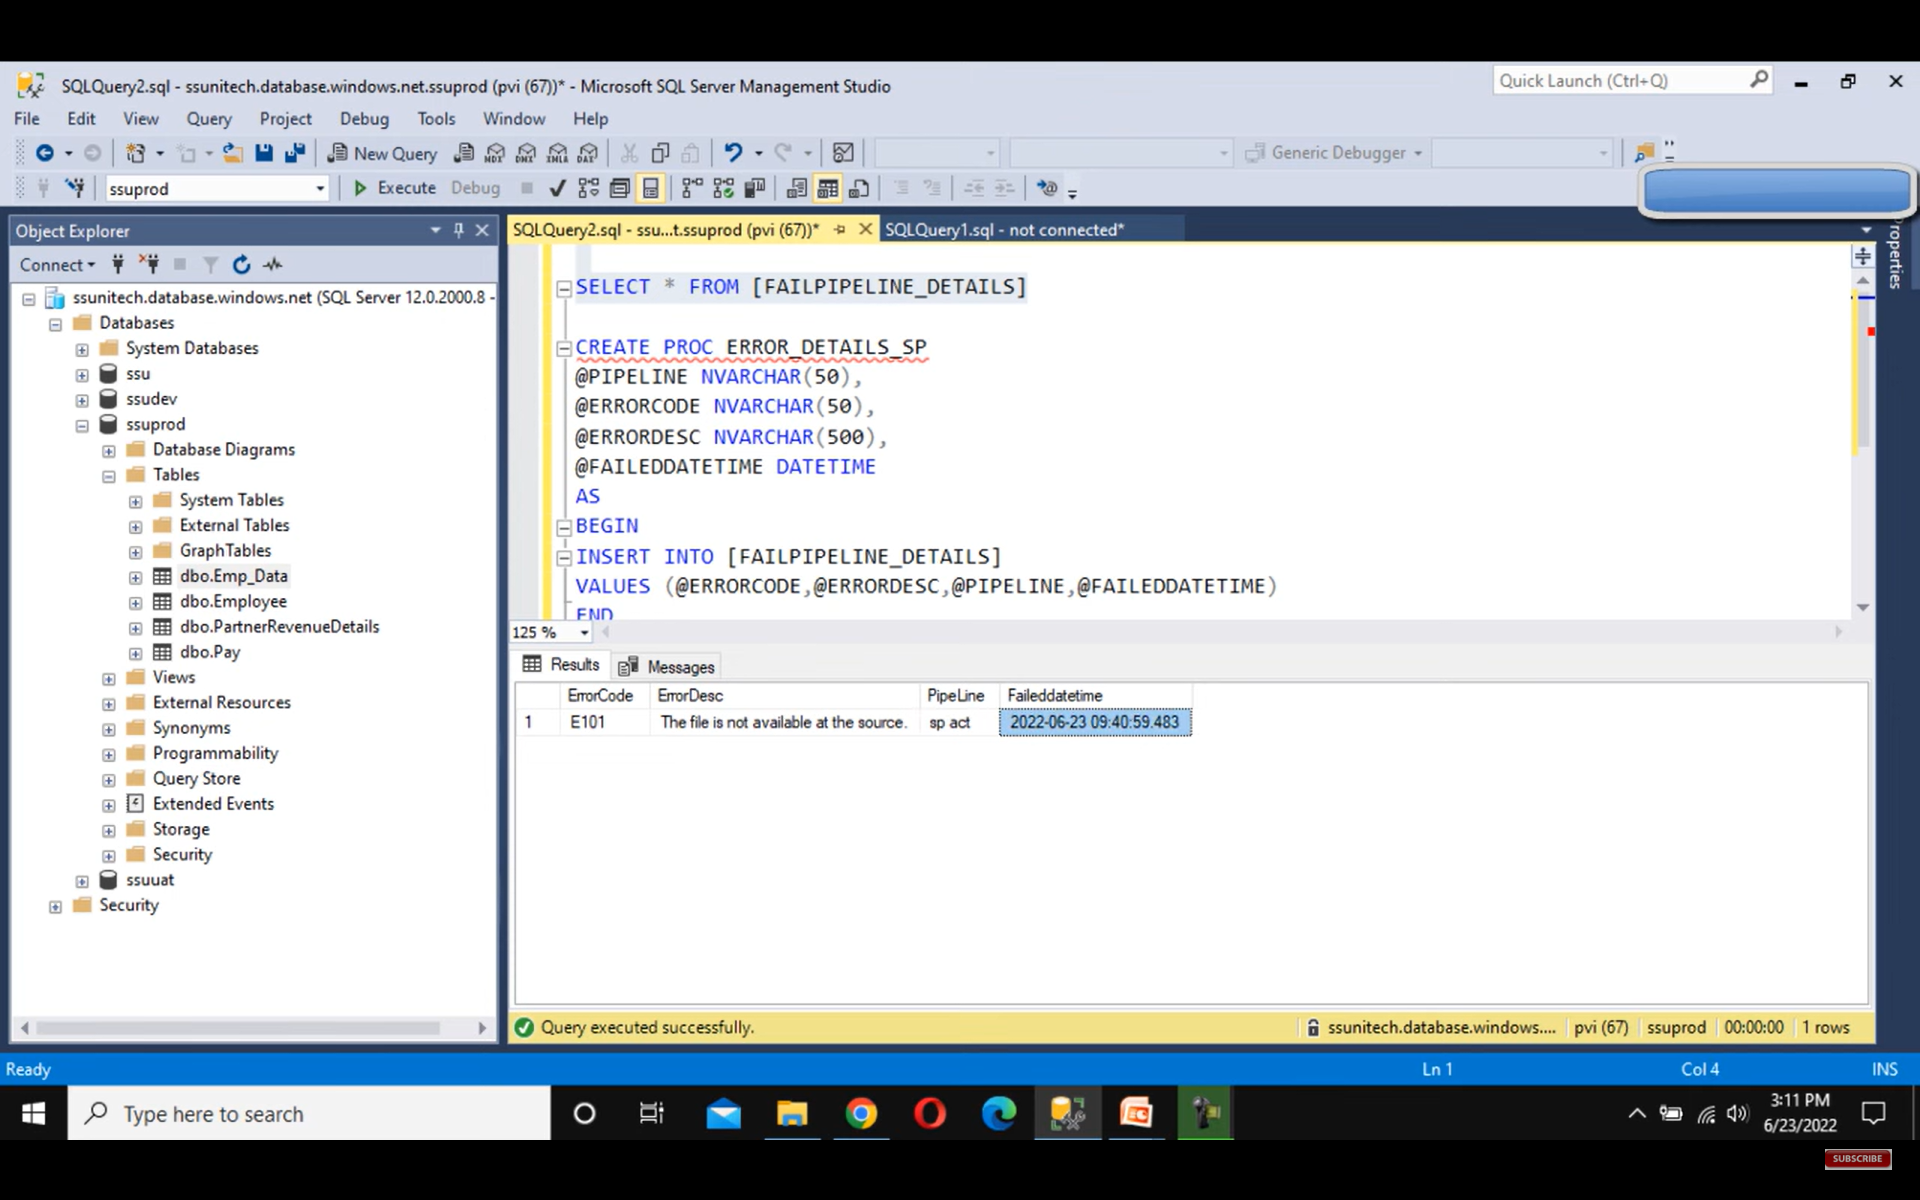 SQLQuery2.sql - ssunitech.database.windows.net.ssuprod (pvi (67))* - Microsoft SQL Server Management Studio
Quick Launch (Ctrl+Q)
File Edit View Query Project Debug Tools Window Help
New Query
MDX DMX XMLA DAX
Generic Debugger
ssuprod
Execute Debug
Object Explorer
SQLQuery2.sql - ssu...t.ssuprod (pvi (67))*
SQLQuery1.sql - not connected*
Connect
ssunitech.database.windows.net (SQL Server 12.0.2000.8 -
Databases
System Databases
ssu
ssudev
ssuprod
Database Diagrams
Tables
System Tables
External Tables
GraphTables
dbo.Emp_Data
dbo.Employee
dbo.PartnerRevenueDetails
dbo.Pay
Views
External Resources
Synonyms
Programmability
Query Store
Extended Events
Storage
Security
ssuuat
Security
SELECT * FROM [FAILPIPELINE_DETAILS]
CREATE PROC ERROR_DETAILS_SP
@PIPELINE NVARCHAR(50),
@ERRORCODE NVARCHAR(50),
@ERRORDESC NVARCHAR(500),
@FAILEDDATETIME DATETIME
AS
BEGIN
INSERT INTO [FAILPIPELINE_DETAILS]
VALUES (@ERRORCODE,@ERRORDESC,@PIPELINE,@FAILEDDATETIME)
END
125 %
Results Messages
ErrorCode ErrorDesc PipeLine Faileddatetime
1 E101 The file is not available at the source. sp act 2022-06-23 09:40:59.483
Query executed successfully.
ssunitech.database.windows.... pvi (67) ssuprod 00:00:00 1 rows
Properties
Ready
Ln 1 Col 4 INS
Type here to search
3:11 PM
6/23/2022
SUBSCRIBE